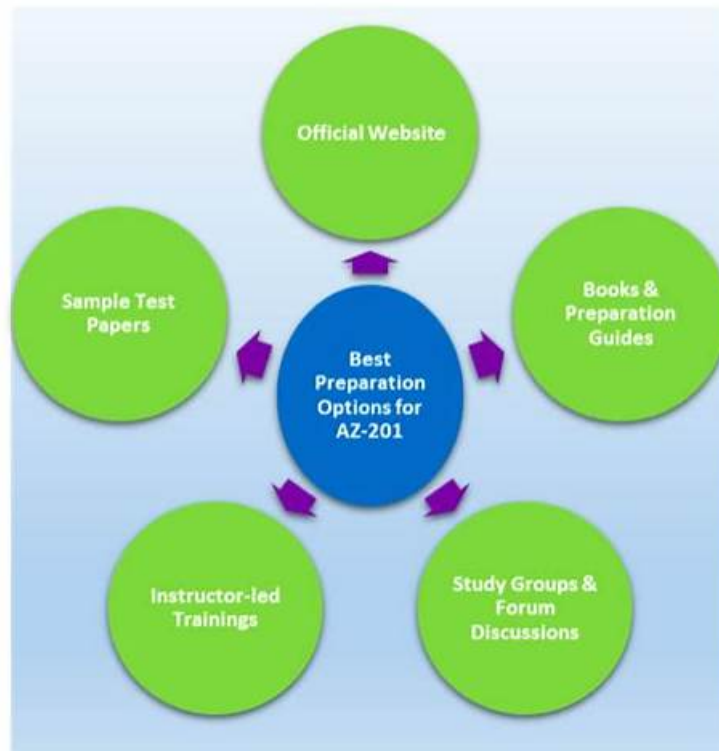 Official Website
Sample Test
Papers
Books &
Preparation
Guides
Best
Preparation
Options for
AZ-201
Instructor-led
Trainings
Study Groups &
Forum
Discussions